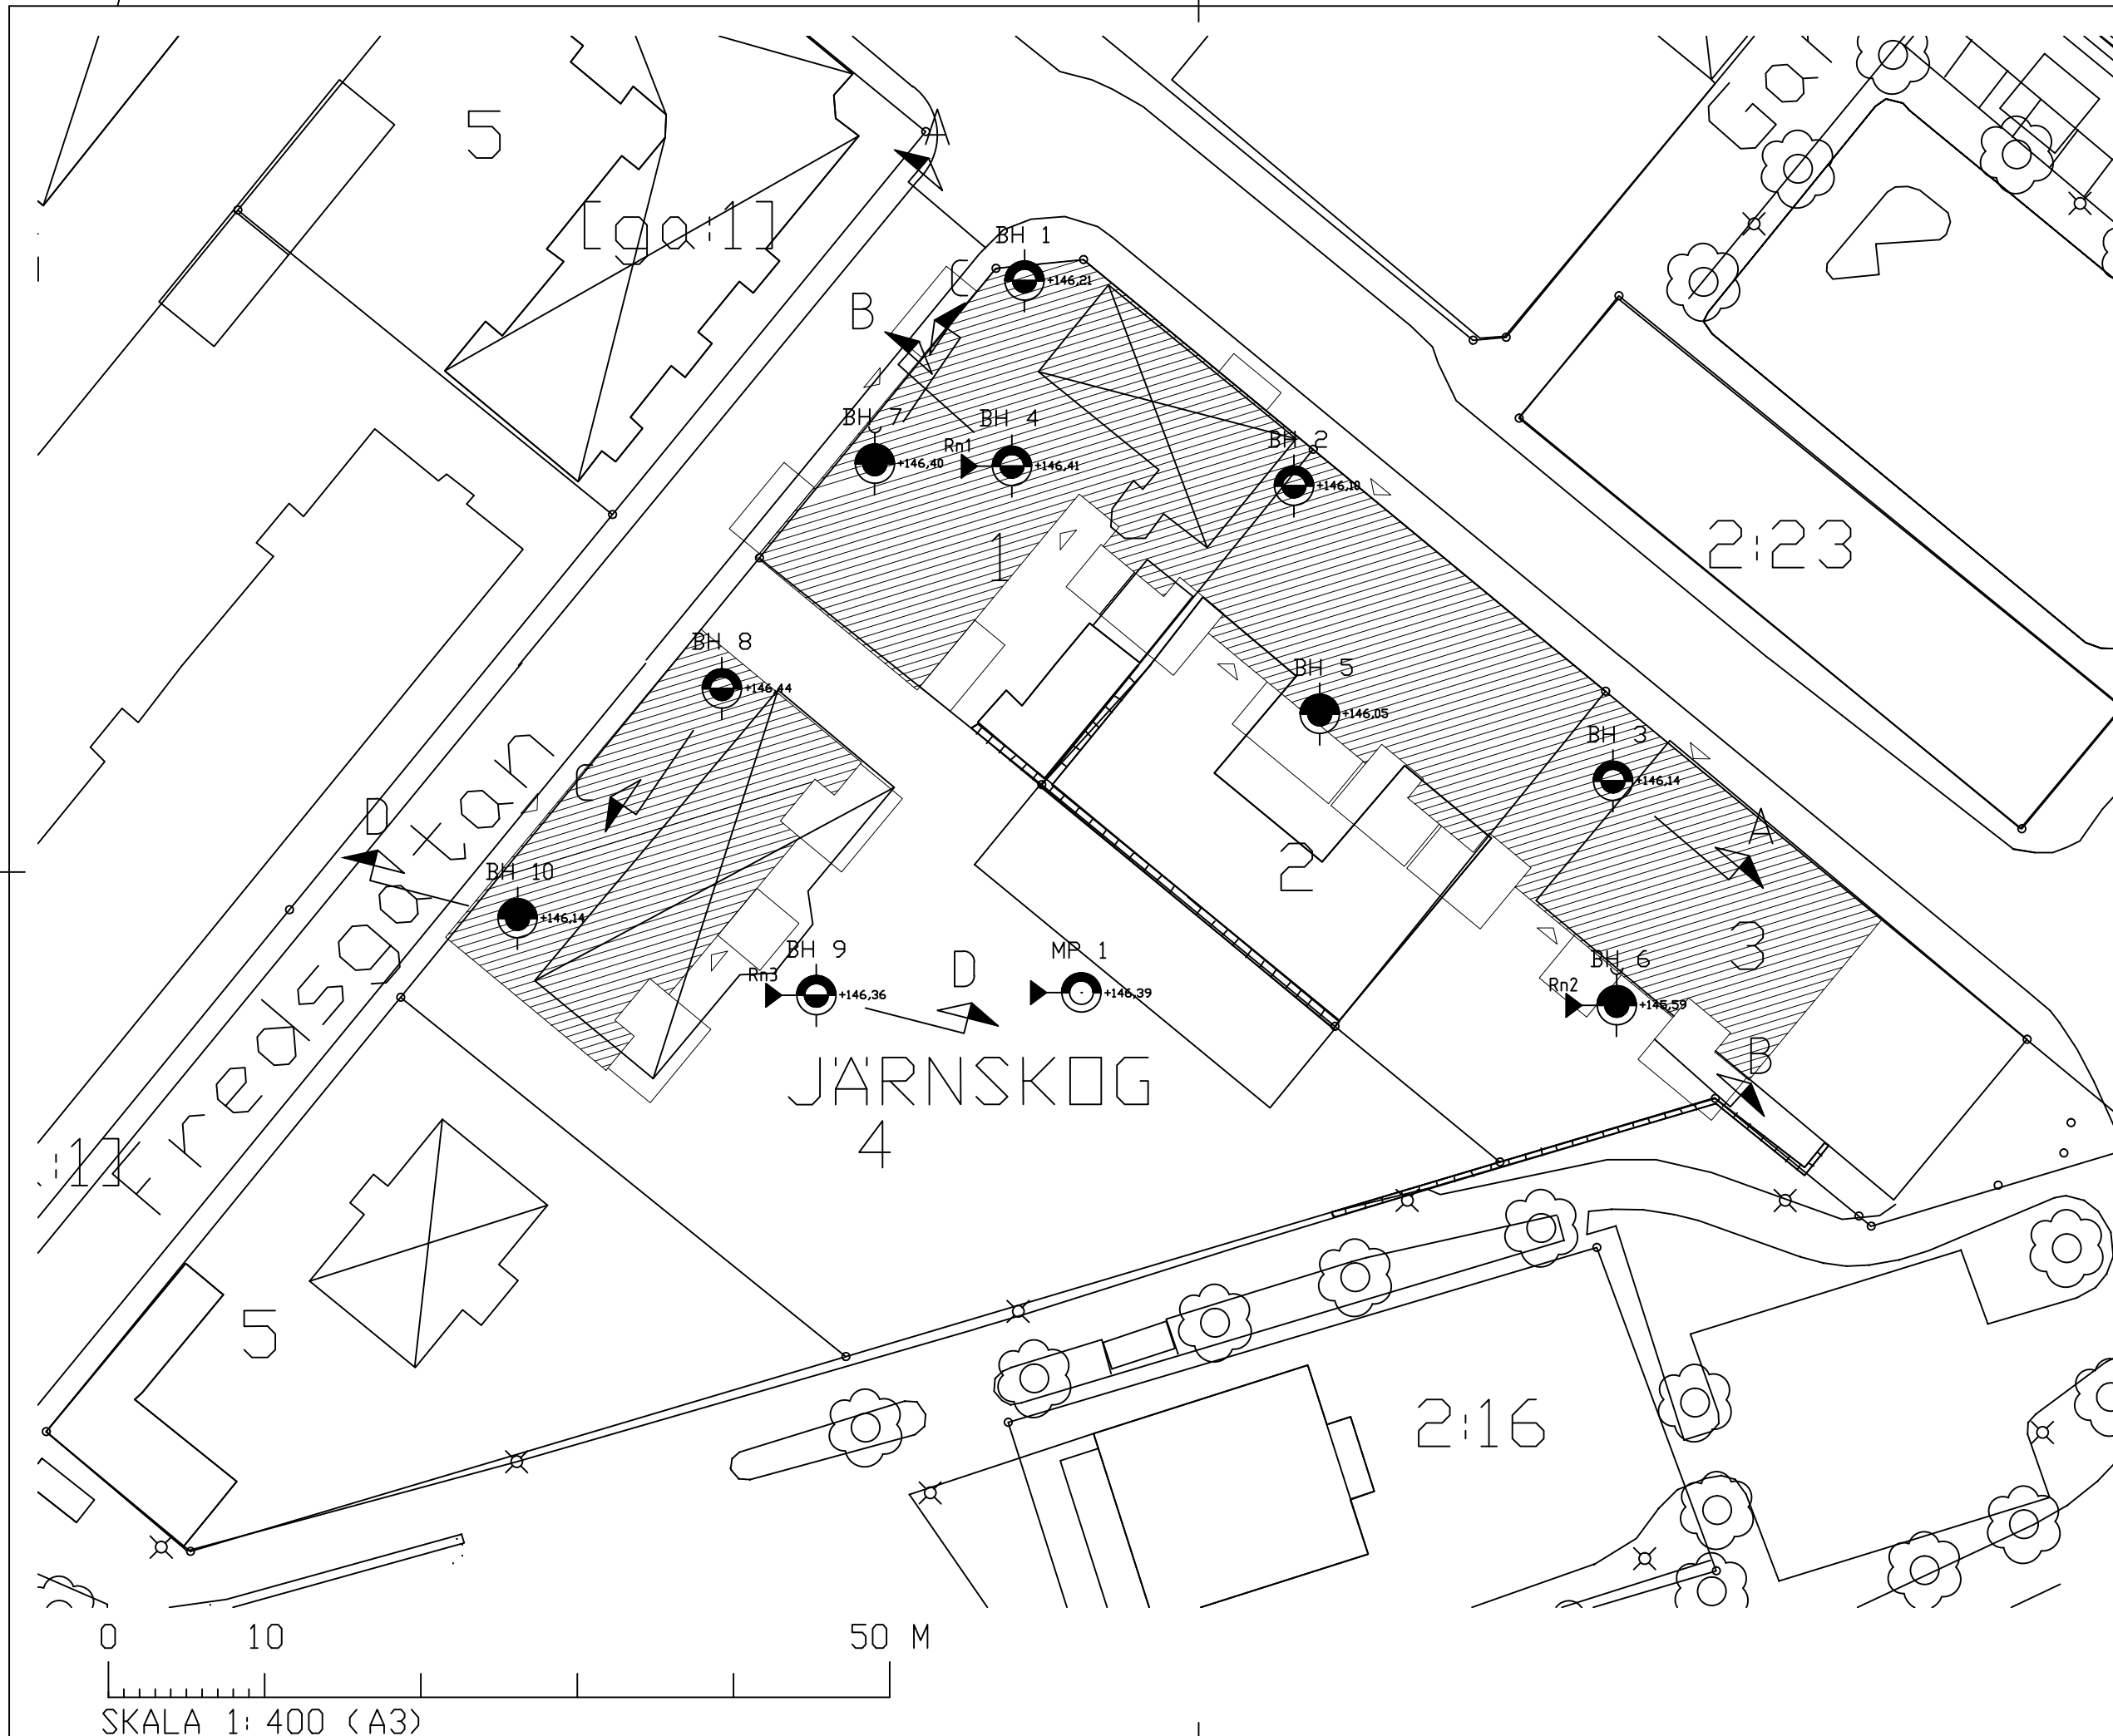 5
[ga:1]
A
BH 1
+146,21
C
B
BH 7
+146,40
Rn1
BH 4
+146,41
BH 2
+146,10
1
2:23
BH 8
+146,44
BH 5
+146,05
BH 3
+146,14
C
D
A
2
BH 10
+146,14
Fredsgatan
BH 9
Rn3
+146,36
D
MP 1
+146,39
3
BH 6
Rn2
+145,59
B
JÄRNSKOG
4
:1]
5
2:16
0 10 50 M
SKALA 1:400 (A3)